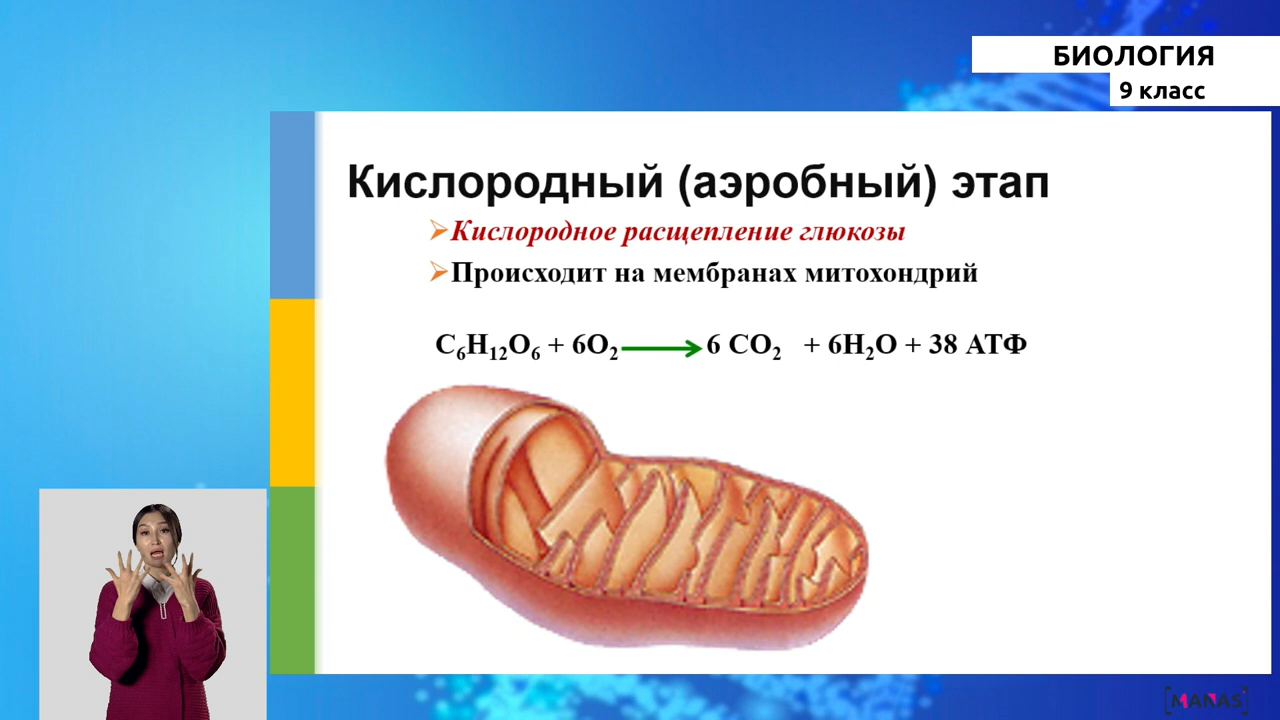 БИОЛОГИЯ
9 класс
Кислородный (аэробный) этап
Кислородное расщепление глюкозы
Происходит на мембранах митохондрий
C₆H₁₂O₆ + 6O₂ → 6 CO₂ + 6H₂O + 38 АТФ
[MANAS]